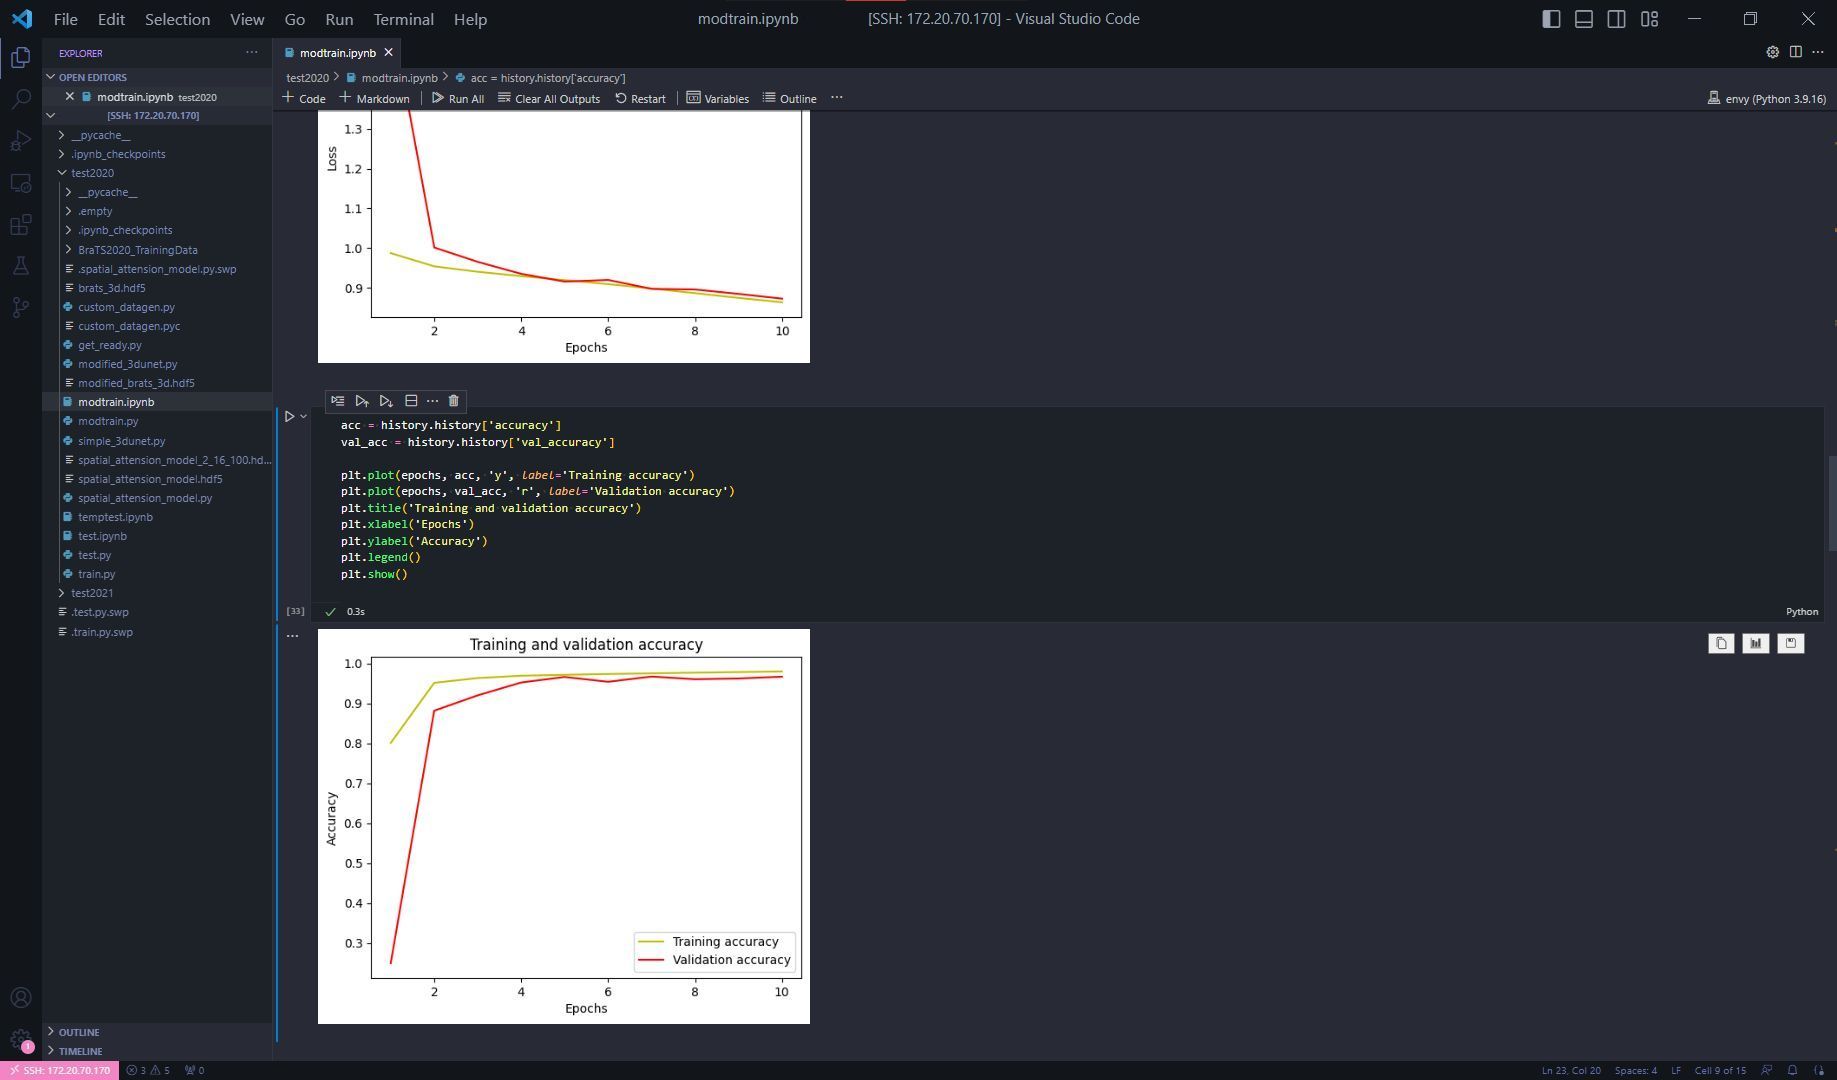 File Edit Selection View Go Run Terminal Help
modtrain.ipynb [SSH: 172.20.70.170] - Visual Studio Code
EXPLORER
OPEN EDITORS
modtrain.ipynb test2020
[SSH: 172.20.70.170]
__pycache__
.ipynb_checkpoints
test2020
__pycache__
.empty
.ipynb_checkpoints
BraTS2020_TrainingData
.spatial_attension_model.py.swp
brats_3d.hdf5
custom_datagen.py
custom_datagen.pyc
get_ready.py
modified_3dunet.py
modified_brats_3d.hdf5
modtrain.ipynb
modtrain.py
simple_3dunet.py
spatial_attension_model_2_16_100.hd...
spatial_attension_model.hdf5
spatial_attension_model.py
temptest.ipynb
test.ipynb
test.py
train.py
test2021
.test.py.swp
.train.py.swp
OUTLINE
TIMELINE
modtrain.ipynb
test2020 > modtrain.ipynb > acc = history.history['accuracy']
+ Code + Markdown | Run All Clear All Outputs Restart | Variables Outline ...
envy (Python 3.9.16)
1.3
1.2
1.1
1.0
0.9
Loss
2 4 6 8 10
Epochs
acc = history.history['accuracy']
val_acc = history.history['val_accuracy']
plt.plot(epochs, acc, 'y', label='Training accuracy')
plt.plot(epochs, val_acc, 'r', label='Validation accuracy')
plt.title('Training and validation accuracy')
plt.xlabel('Epochs')
plt.ylabel('Accuracy')
plt.legend()
plt.show()
[33] 0.3s
Python
Training and validation accuracy
1.0
0.9
0.8
0.7
0.6
0.5
0.4
0.3
Accuracy
Training accuracy
Validation accuracy
2 4 6 8 10
Epochs
1
SSH: 172.20.70.170 3 5 0
Ln 23, Col 20 Spaces: 4 LF Cell 9 of 15